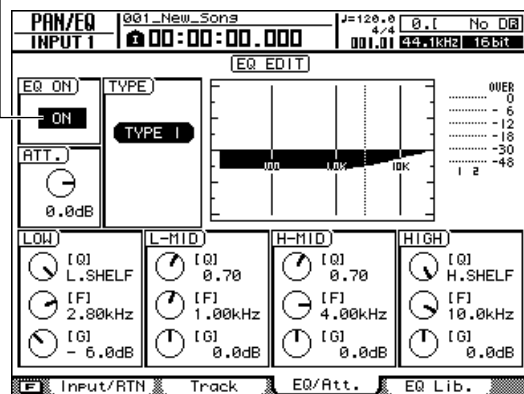 PAN/EQ
INPUT 1
001_New_Song
00:00:00.000
J=120.0
4/4
001.01
0.[ No D
44.1kHz 16bit
EQ EDIT
EQ ON
ON
TYPE
TYPE I
ATT.
0.0dB
100 1.0K 10K
OVER
0
- 6
-12
-18
-30
-48
1 2
LOW
[Q]
L.SHELF
[F]
2.80kHz
[G]
- 6.0dB
L-MID
[Q]
0.70
[F]
1.00kHz
[G]
0.0dB
H-MID
[Q]
0.70
[F]
4.00kHz
[G]
0.0dB
HIGH
[Q]
H.SHELF
[F]
10.0kHz
[G]
0.0dB
F Input/RTN Track EQ/Att. EQ Lib.